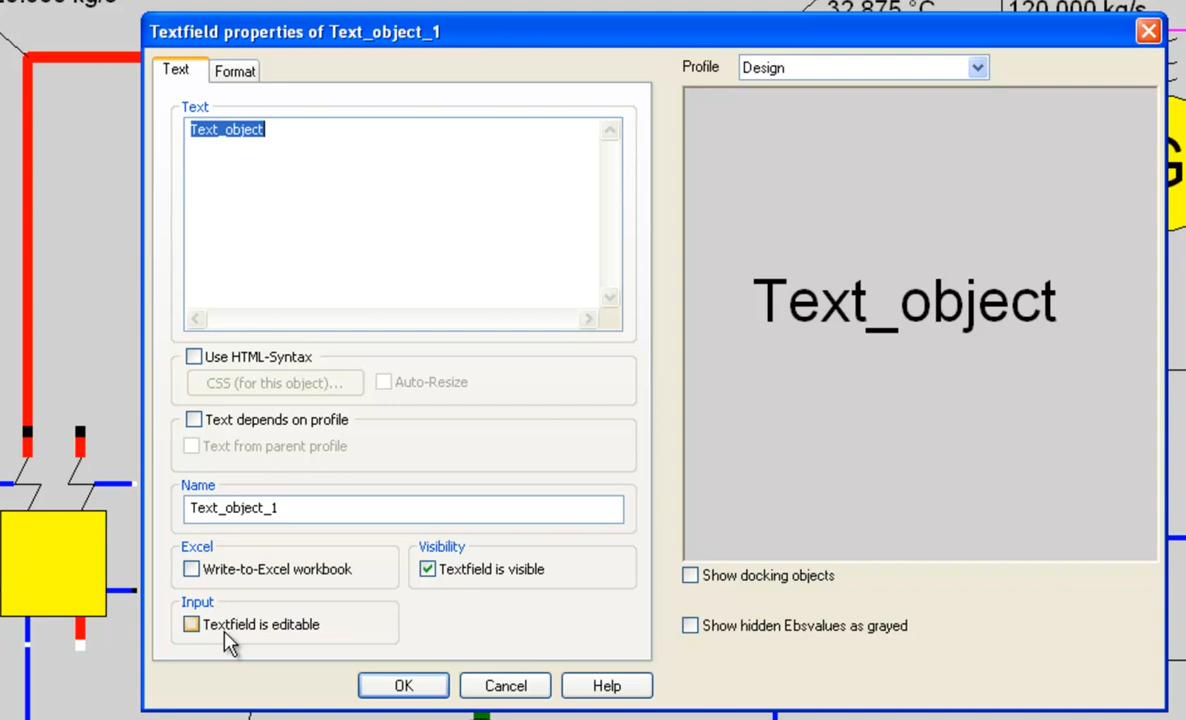 32.875 °C
120.000 kg/s
Textfield properties of Text_object_1
Text
Format
Profile
Design
Text
Text_object
Text_object
Use HTML-Syntax
CSS (for this object)...
Auto-Resize
Text depends on profile
Text from parent profile
Name
Text_object_1
Excel
Write-to-Excel workbook
Visibility
Textfield is visible
Show docking objects
Input
Textfield is editable
Show hidden Ebsvalues as grayed
OK
Cancel
Help
G